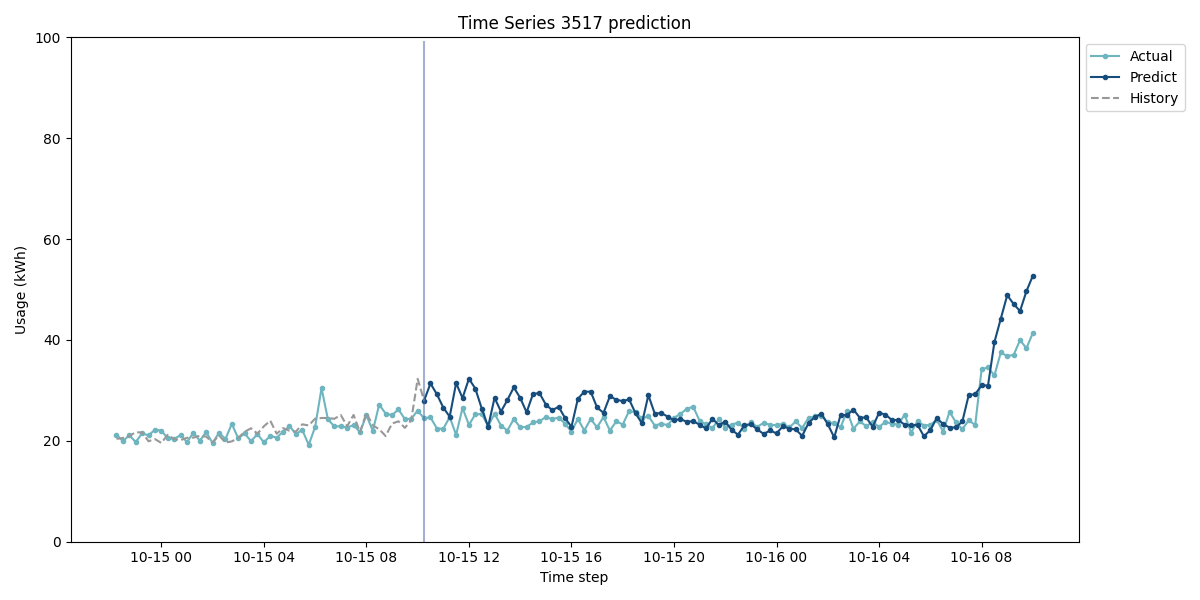 Time Series 3517 prediction
100
80
60
40
20
0
Usage (kWh)
10-15 00
10-15 04
10-15 08
10-15 12
10-15 16
10-15 20
10-16 00
10-16 04
10-16 08
Time step
Actual
Predict
History